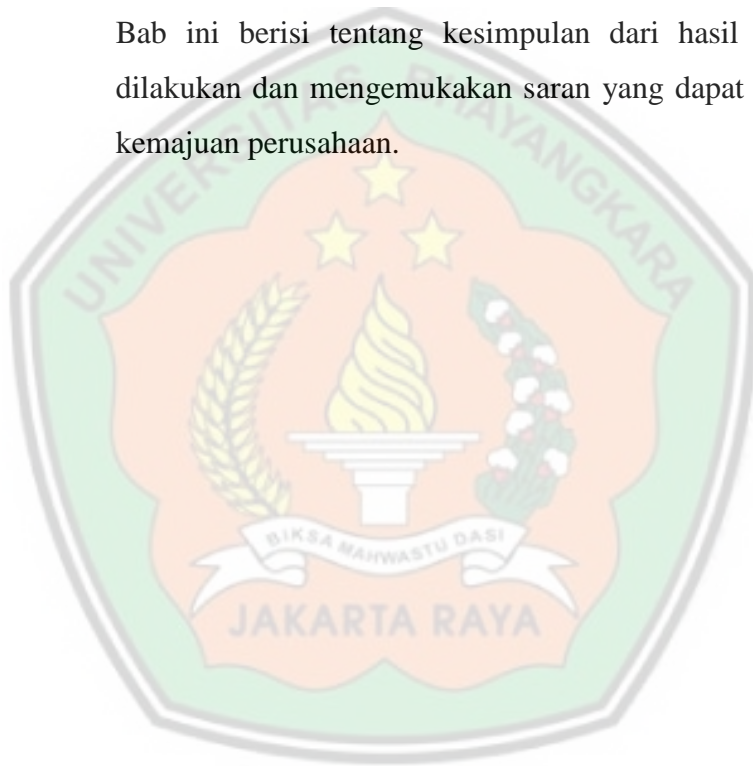 Bab ini berisi tentang kesimpulan dari hasil
dilakukan dan mengemukakan saran yang dapat
kemajuan perusahaan.
UNIVERSITAS BHAYANGKARA
BIKSA MAHWASTU DASI
JAKARTA RAYA